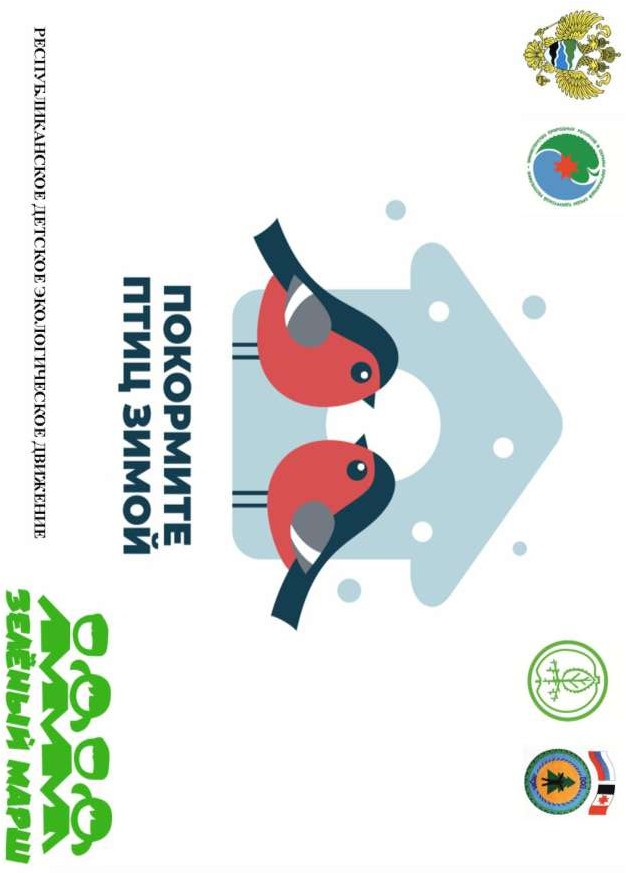 ПОКОРМИТЕ
ПТИЦ ЗИМОЙ
РЕСПУБЛИКАНСКОЕ ДЕТСКОЕ ЭКОЛОГИЧЕСКОЕ ДВИЖЕНИЕ
ЗЕЛЁНЫЙ МАРШ